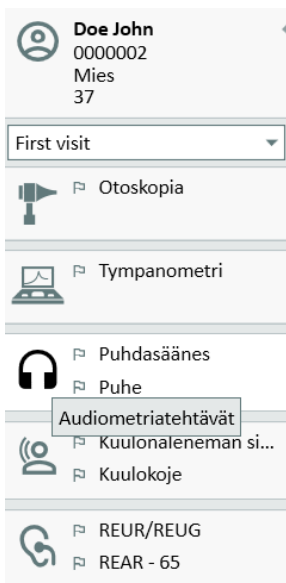 Doe John
0000002
Mies
37
First visit
Otoskopia
Tympanometri
Puhdasäänes
Puhe
Audiometriatehtävät
Kuulonaleneman si...
Kuulokoje
REUR/REUG
REAR - 65